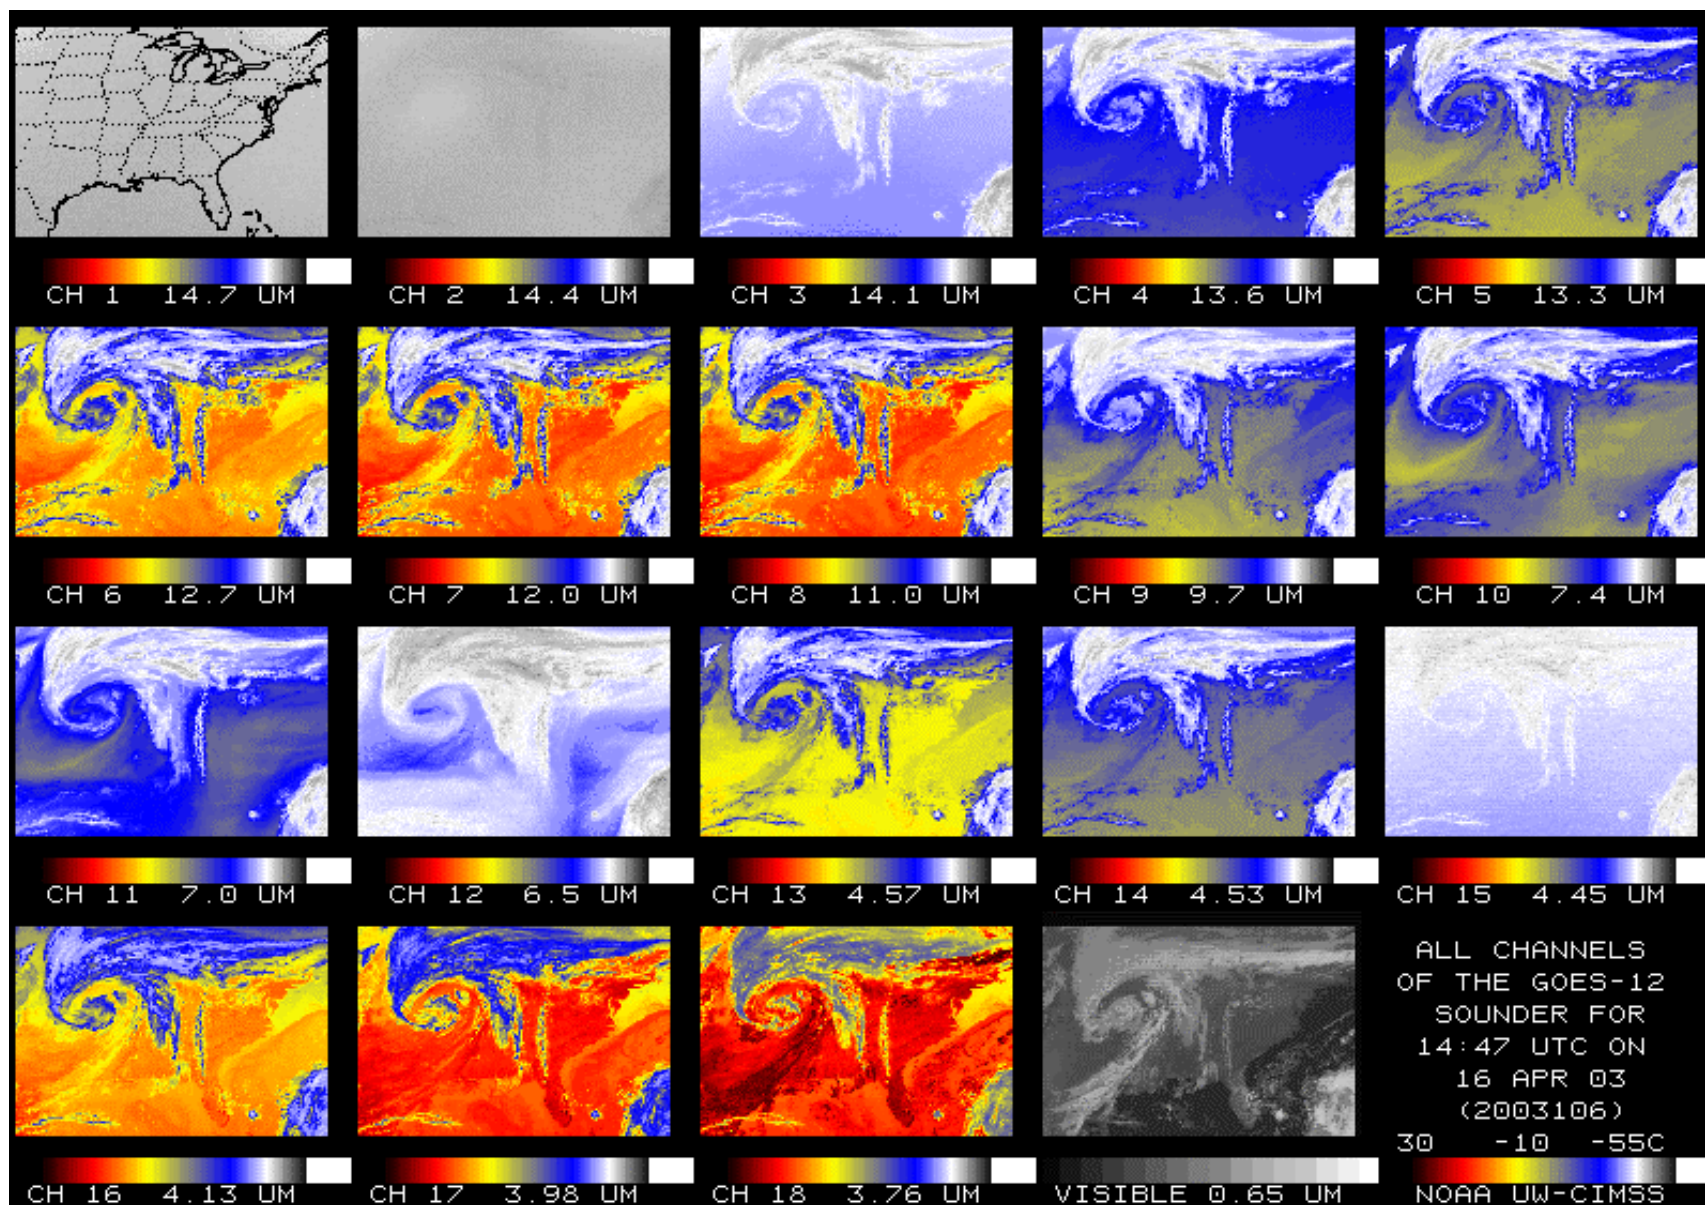 CH 1 14.7 UM
CH 2 14.4 UM
CH 3 14.1 UM
CH 4 13.6 UM
CH 5 13.3 UM
CH 6 12.7 UM
CH 7 12.0 UM
CH 8 11.0 UM
CH 9 9.7 UM
CH 10 7.4 UM
CH 11 7.0 UM
CH 12 6.5 UM
CH 13 4.57 UM
CH 14 4.53 UM
CH 15 4.45 UM
CH 16 4.13 UM
CH 17 3.98 UM
CH 18 3.76 UM
VISIBLE 0.65 UM
ALL CHANNELS
OF THE GOES-12
SOUNDER FOR
14:47 UTC ON
16 APR 03
(2003106)
30 -10 -55C
NOAA UW-CIMSS